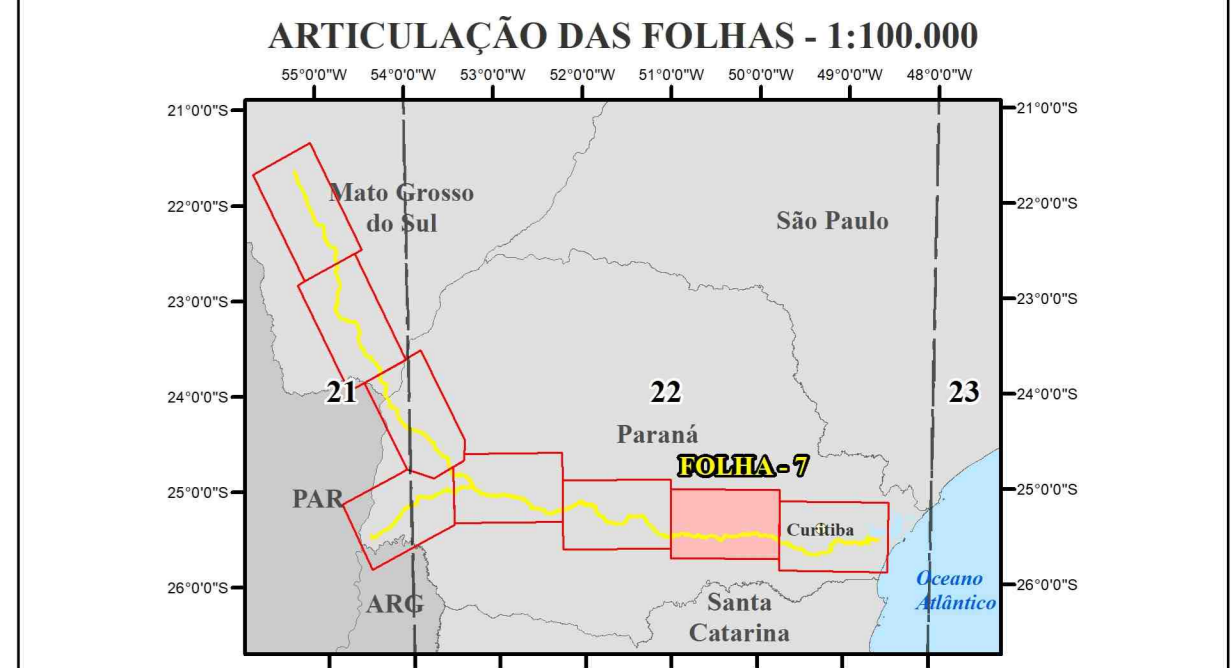 ARTICULAÇÃO DAS FOLHAS - 1:100.000
55°0'0"W 54°0'0"W 53°0'0"W 52°0'0"W 51°0'0"W 50°0'0"W 49°0'0"W 48°0'0"W
21°0'0"S 21°0'0"S
Mato Grosso
do Sul
São Paulo
22°0'0"S 22°0'0"S
23°0'0"S 23°0'0"S
21 22 23
24°0'0"S 24°0'0"S
Paraná
FOLHA - 7
PAR
25°0'0"S 25°0'0"S
Curitiba
26°0'0"S 26°0'0"S
ARG
Santa
Catarina
Oceano
Atlântico